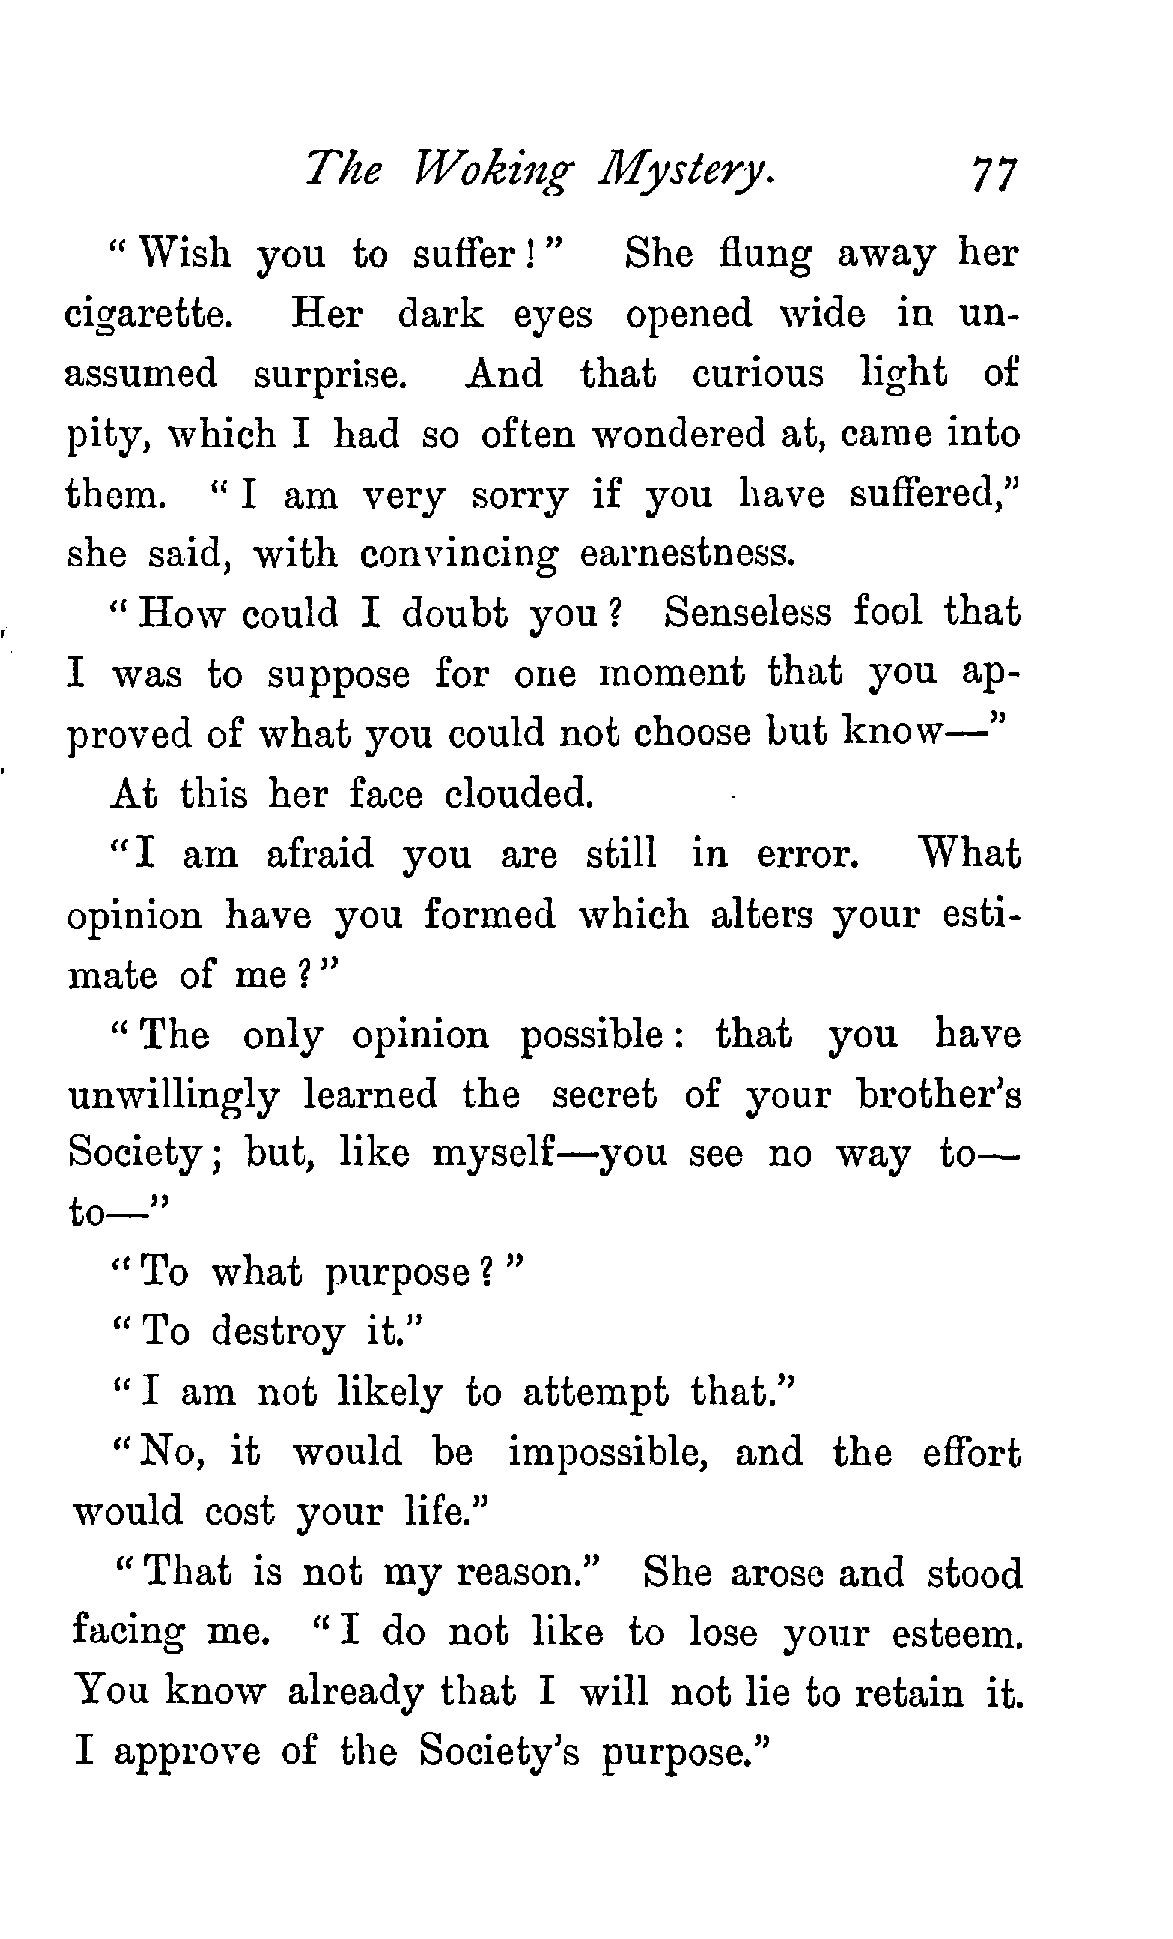 The Woking Mystery. 77
“Wish you to suffer!” She flung away her
cigarette. Her dark eyes opened wide in un-
assumed surprise. And that curious light of
pity, which I had so often wondered at, came into
them. “I am very sorry if you have suffered,”
she said, with convincing earnestness.
“How could I doubt you? Senseless fool that
I was to suppose for one moment that you ap-
proved of what you could not choose but know—”
At this her face clouded.
“I am afraid you are still in error. What
opinion have you formed which alters your esti-
mate of me?”
“The only opinion possible: that you have
unwillingly learned the secret of your brother’s
Society; but, like myself—you see no way to—
to—”
“To what purpose?”
“To destroy it.”
“I am not likely to attempt that.”
“No, it would be impossible, and the effort
would cost your life.”
“That is not my reason.” She arose and stood
facing me. “I do not like to lose your esteem.
You know already that I will not lie to retain it.
I approve of the Society’s purpose.”